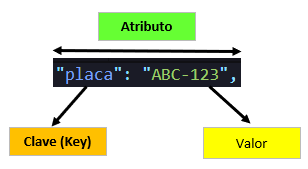 Atributo
"placa": "ABC-123",
Clave (Key)
Valor